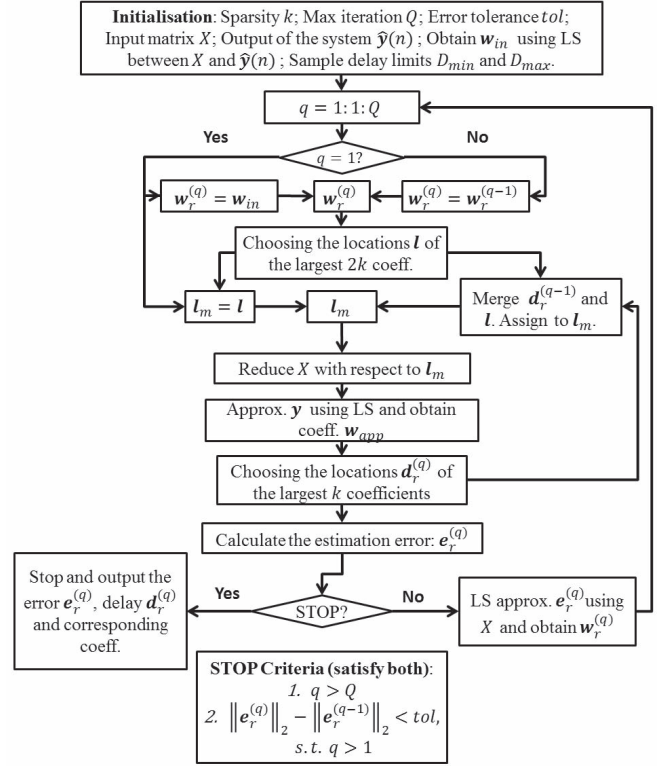 Initialisation: Sparsity k; Max iteration Q; Error tolerance tol;
Input matrix X; Output of the system ŷ(n) ; Obtain w_in using LS
between X and ŷ(n) ; Sample delay limits D_min and D_max.
q = 1: 1: Q
Yes
No
q = 1?
w_r^(q) = w_in
w_r^(q)
w_r^(q) = w_r^(q−1)
Choosing the locations l of
the largest 2k coeff.
l_m = l
l_m
Merge d_r^(q−1) and
l. Assign to l_m.
Reduce X with respect to l_m
Approx. y using LS and obtain
coeff. w_app
Choosing the locations d_r^(q) of
the largest k coefficients
Calculate the estimation error: e_r^(q)
Stop and output the
error e_r^(q), delay d_r^(q)
and corresponding
coeff.
Yes
STOP?
No
LS approx. e_r^(q) using
X and obtain w_r^(q)
STOP Criteria (satisfy both):
1. q > Q
2. ‖e_r^(q)‖_2 − ‖e_r^(q−1)‖_2 < tol,
s.t. q > 1